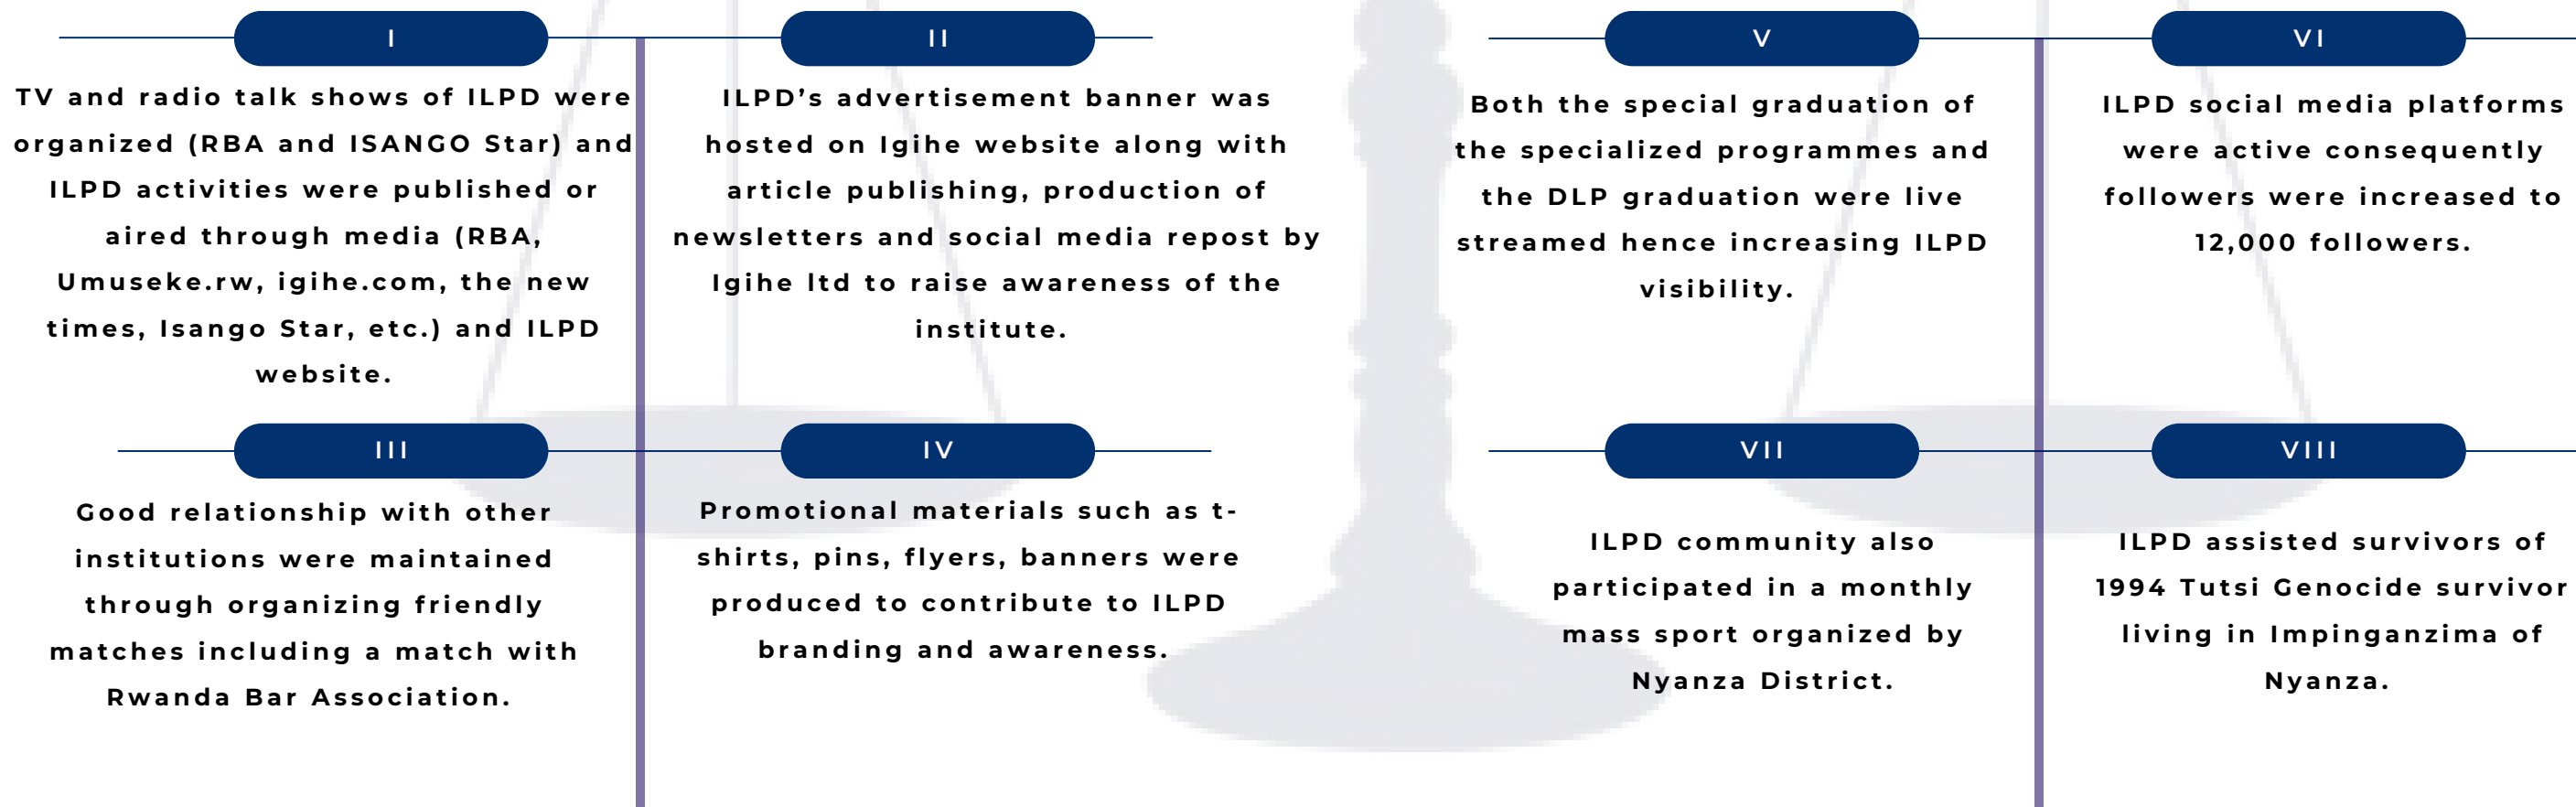 I
TV and radio talk shows of ILPD were
organized (RBA and ISANGO Star) and
ILPD activities were published or
aired through media (RBA,
Umuseke.rw, igihe.com, the new
times, Isango Star, etc.) and ILPD
website.
II
ILPD’s advertisement banner was
hosted on Igihe website along with
article publishing, production of
newsletters and social media repost by
Igihe ltd to raise awareness of the
institute.
III
Good relationship with other
institutions were maintained
through organizing friendly
matches including a match with
Rwanda Bar Association.
IV
Promotional materials such as t-
shirts, pins, flyers, banners were
produced to contribute to ILPD
branding and awareness.
V
Both the special graduation of
the specialized programmes and
the DLP graduation were live
streamed hence increasing ILPD
visibility.
VI
ILPD social media platforms
were active consequently
followers were increased to
12,000 followers.
VII
ILPD community also
participated in a monthly
mass sport organized by
Nyanza District.
VIII
ILPD assisted survivors of
1994 Tutsi Genocide survivor
living in Impinganzima of
Nyanza.